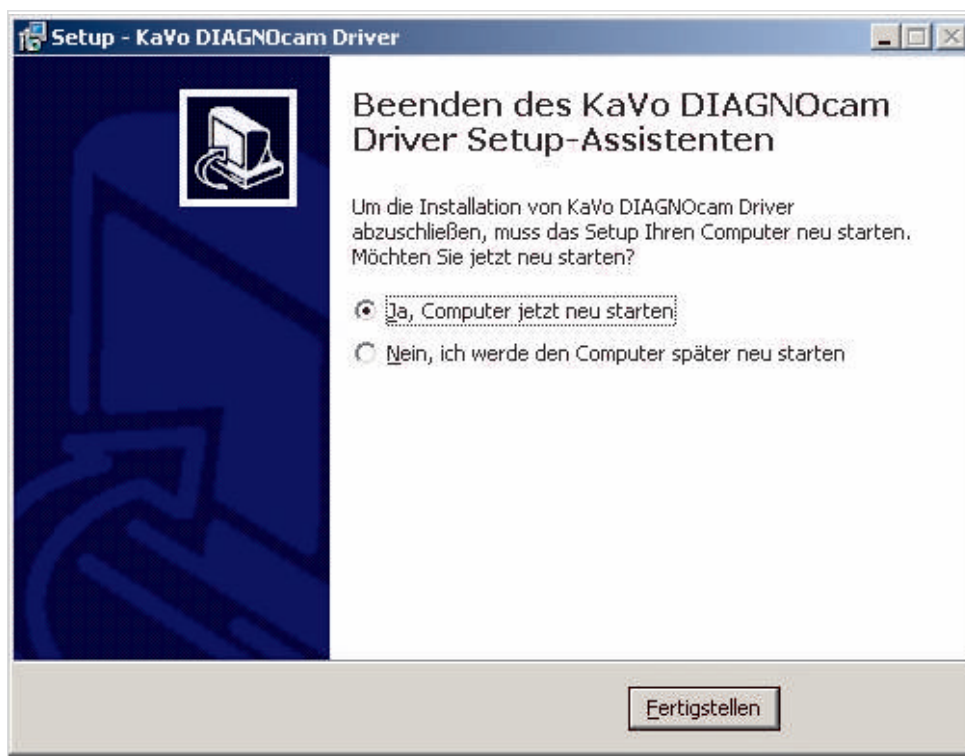 Setup - KaVo DIAGNOcam Driver
Beenden des KaVo DIAGNOcam
Driver Setup-Assistenten
Um die Installation von KaVo DIAGNOcam Driver
abzuschließen, muss das Setup Ihren Computer neu starten.
Möchten Sie jetzt neu starten?
Ja, Computer jetzt neu starten
Nein, ich werde den Computer später neu starten
Fertigstellen